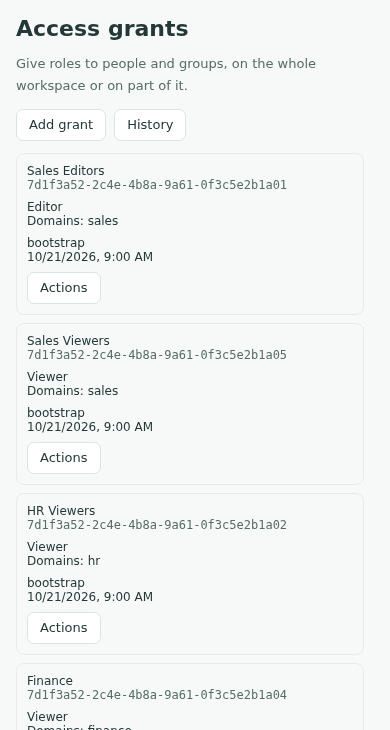 Access grants
Give roles to people and groups, on the whole
workspace or on part of it.
Add grant
History
Sales Editors
7d1f3a52-2c4e-4b8a-9a61-0f3c5e2b1a01
Editor
Domains: sales
bootstrap
10/21/2026, 9:00 AM
Actions
Sales Viewers
7d1f3a52-2c4e-4b8a-9a61-0f3c5e2b1a05
Viewer
Domains: sales
bootstrap
10/21/2026, 9:00 AM
Actions
HR Viewers
7d1f3a52-2c4e-4b8a-9a61-0f3c5e2b1a02
Viewer
Domains: hr
bootstrap
10/21/2026, 9:00 AM
Actions
Finance
7d1f3a52-2c4e-4b8a-9a61-0f3c5e2b1a04
Viewer
Domains: finance